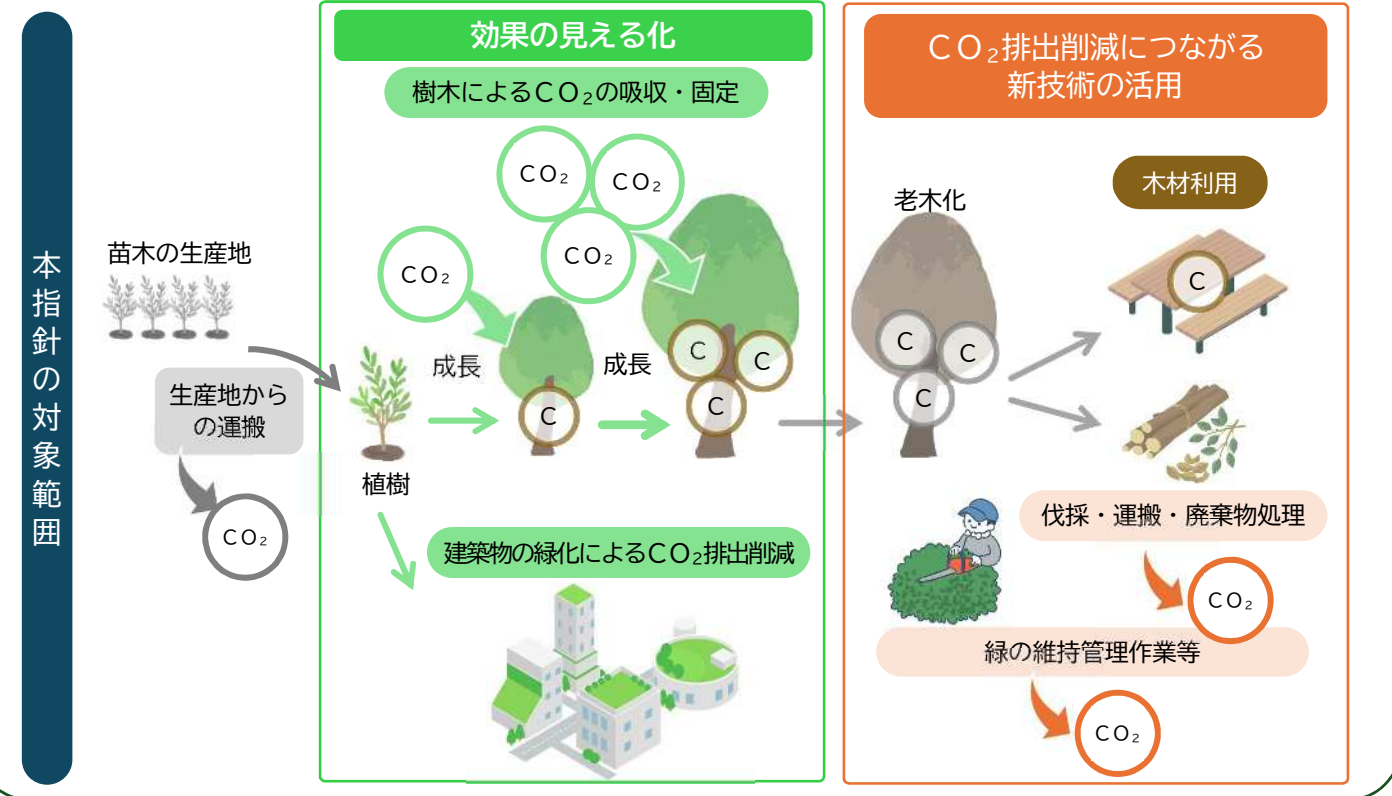 本指針の対象範囲
苗木の生産地
生産地から
の運搬
CO₂
効果の見える化
樹木によるCO₂の吸収・固定
CO₂
CO₂
CO₂
CO₂
成長
成長
C
C
C
C
植樹
建築物の緑化によるCO₂排出削減
CO₂排出削減につながる
新技術の活用
老木化
木材利用
C
C
C
C
伐採・運搬・廃棄物処理
CO₂
緑の維持管理作業等
CO₂